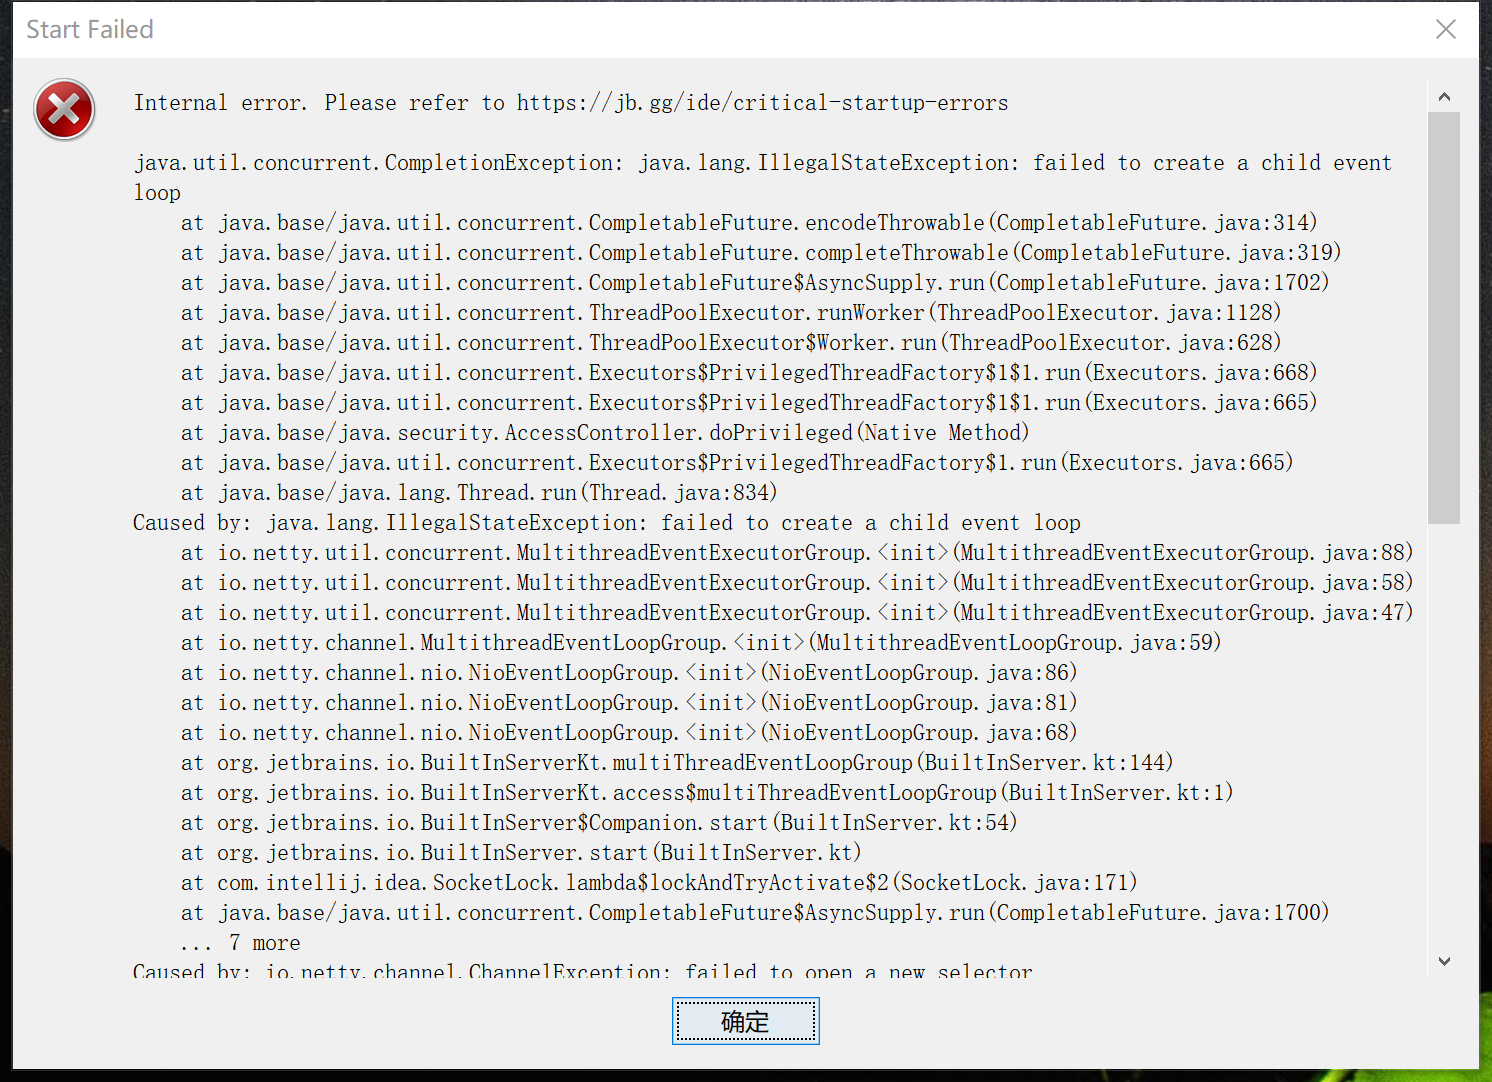 Start Failed
Internal error. Please refer to https://jb.gg/ide/critical-startup-errors
java.util.concurrent.CompletionException: java.lang.IllegalStateException: failed to create a child event
loop
at java.base/java.util.concurrent.CompletableFuture.encodeThrowable(CompletableFuture.java:314)
at java.base/java.util.concurrent.CompletableFuture.completeThrowable(CompletableFuture.java:319)
at java.base/java.util.concurrent.CompletableFuture$AsyncSupply.run(CompletableFuture.java:1702)
at java.base/java.util.concurrent.ThreadPoolExecutor.runWorker(ThreadPoolExecutor.java:1128)
at java.base/java.util.concurrent.ThreadPoolExecutor$Worker.run(ThreadPoolExecutor.java:628)
at java.base/java.util.concurrent.Executors$PrivilegedThreadFactory$1$1.run(Executors.java:668)
at java.base/java.util.concurrent.Executors$PrivilegedThreadFactory$1$1.run(Executors.java:665)
at java.base/java.security.AccessController.doPrivileged(Native Method)
at java.base/java.util.concurrent.Executors$PrivilegedThreadFactory$1.run(Executors.java:665)
at java.base/java.lang.Thread.run(Thread.java:834)
Caused by: java.lang.IllegalStateException: failed to create a child event loop
at io.netty.util.concurrent.MultithreadEventExecutorGroup.<init>(MultithreadEventExecutorGroup.java:88)
at io.netty.util.concurrent.MultithreadEventExecutorGroup.<init>(MultithreadEventExecutorGroup.java:58)
at io.netty.util.concurrent.MultithreadEventExecutorGroup.<init>(MultithreadEventExecutorGroup.java:47)
at io.netty.channel.MultithreadEventLoopGroup.<init>(MultithreadEventLoopGroup.java:59)
at io.netty.channel.nio.NioEventLoopGroup.<init>(NioEventLoopGroup.java:86)
at io.netty.channel.nio.NioEventLoopGroup.<init>(NioEventLoopGroup.java:81)
at io.netty.channel.nio.NioEventLoopGroup.<init>(NioEventLoopGroup.java:68)
at org.jetbrains.io.BuiltInServerKt.multiThreadEventLoopGroup(BuiltInServer.kt:144)
at org.jetbrains.io.BuiltInServerKt.access$multiThreadEventLoopGroup(BuiltInServer.kt:1)
at org.jetbrains.io.BuiltInServer$Companion.start(BuiltInServer.kt:54)
at org.jetbrains.io.BuiltInServer.start(BuiltInServer.kt)
at com.intellij.idea.SocketLock.lambda$lockAndTryActivate$2(SocketLock.java:171)
at java.base/java.util.concurrent.CompletableFuture$AsyncSupply.run(CompletableFuture.java:1700)
... 7 more
Caused by: io.netty.channel.ChannelException: failed to open a new selector
确定